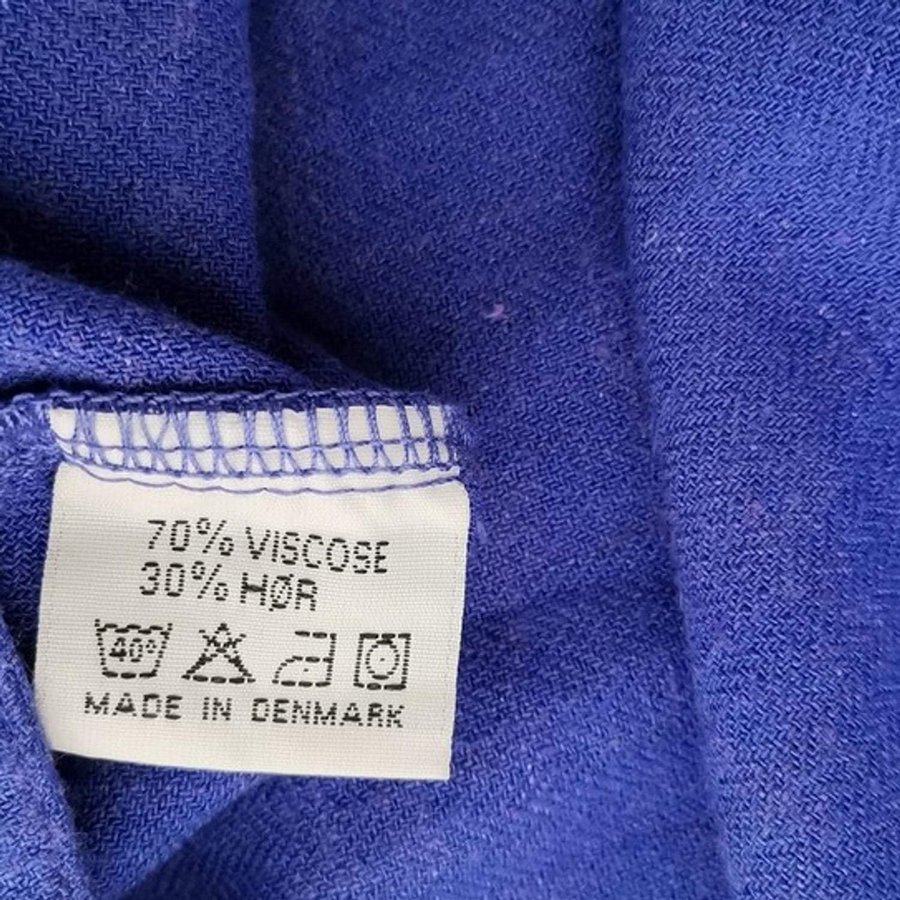 70% VISCOSE
30% HØR
40°
MADE IN DENMARK